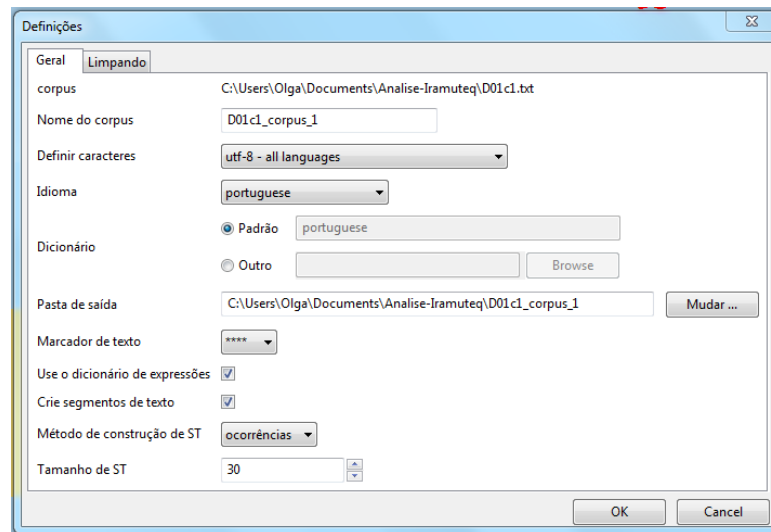 Definições
Geral Limpando
corpus C:\Users\Olga\Documents\Analise-Iramuteq\D01c1.txt
Nome do corpus D01c1_corpus_1
Definir caracteres utf-8 - all languages
Idioma portuguese
Dicionário
Padrão portuguese
Outro Browse
Pasta de saída C:\Users\Olga\Documents\Analise-Iramuteq\D01c1_corpus_1 Mudar ...
Marcador de texto ****
Use o dicionário de expressões
Crie segmentos de texto
Método de construção de ST ocorrências
Tamanho de ST 30
OK Cancel